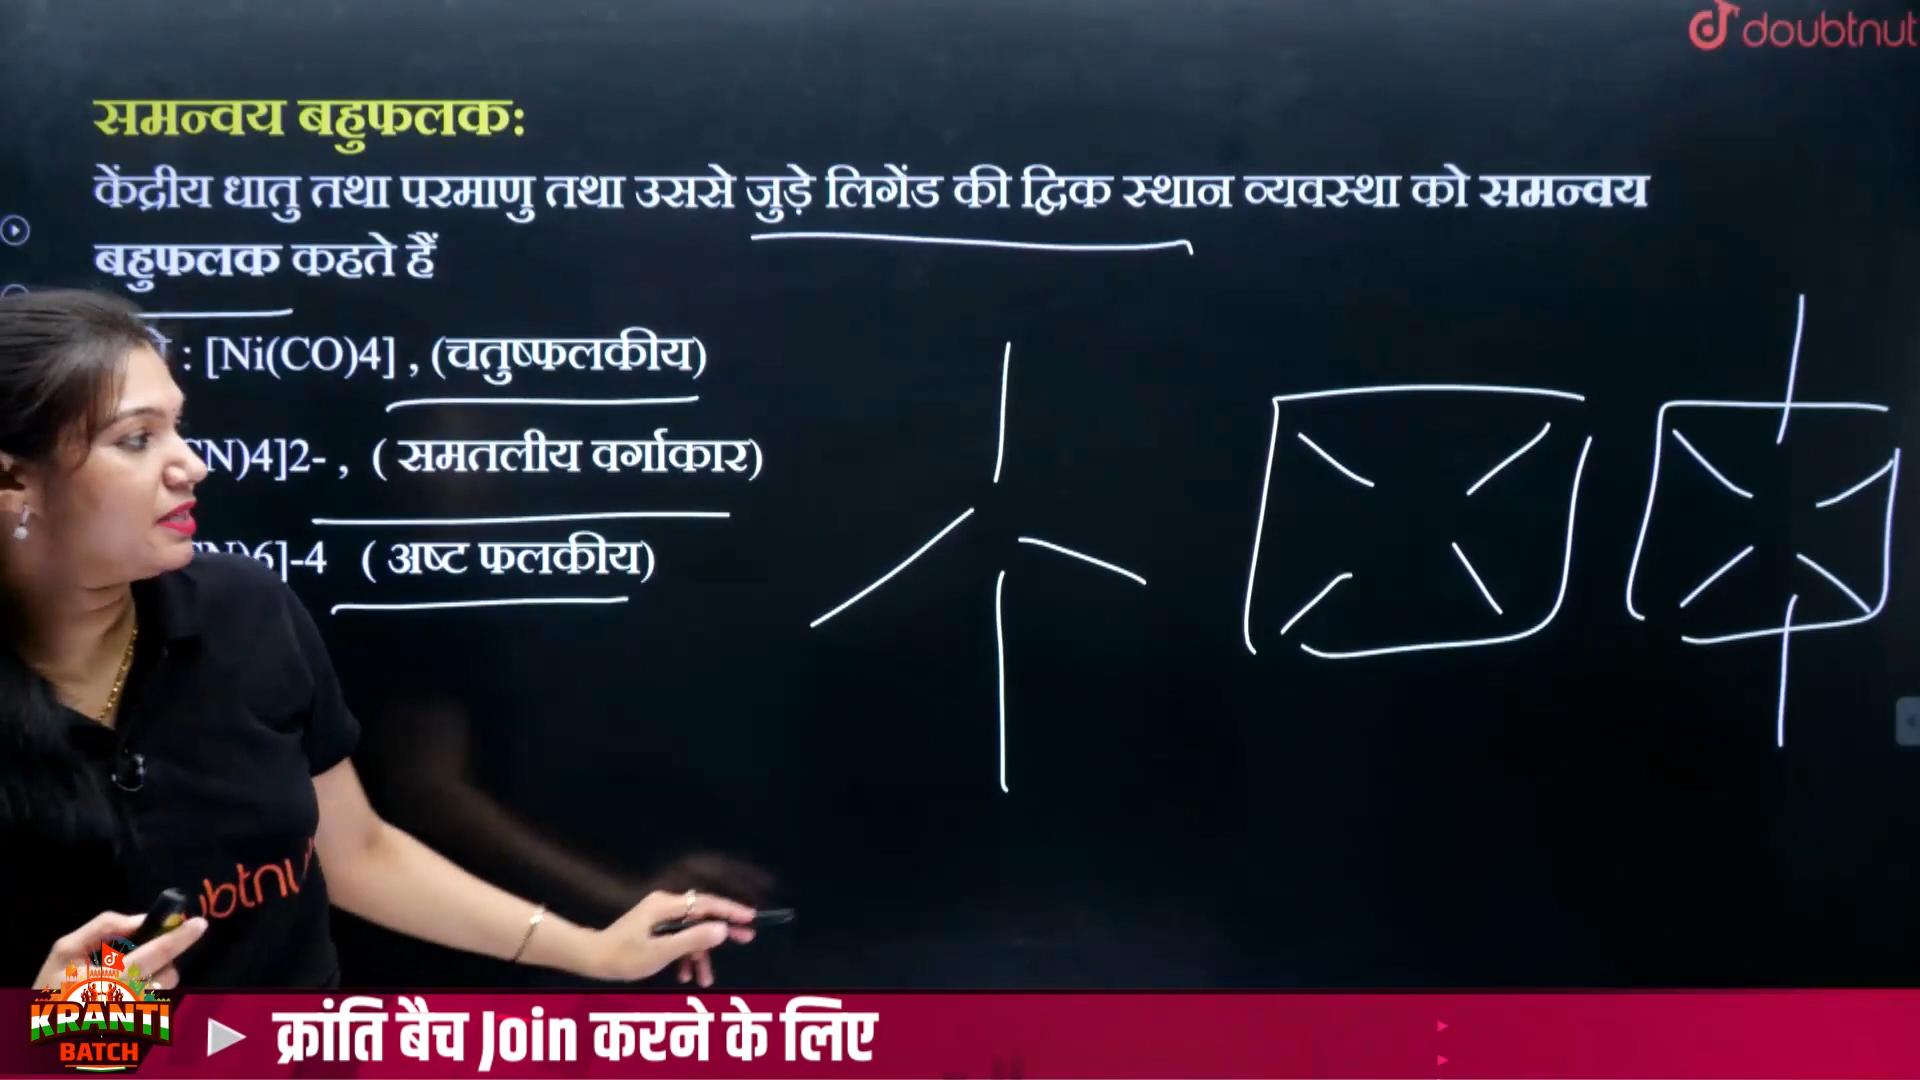 doubtnut
समन्वय बहुफलक:
केंद्रीय धातु तथा परमाणु तथा उससे जुड़े लिगेंड की द्विक स्थान व्यवस्था को समन्वय
बहुफलक कहते हैं
: [Ni(CO)4] , (चतुष्फलकीय)
N)4]2- , ( समतलीय वर्गाकार)
N)6]-4 ( अष्ट फलकीय)
ubtnu
KRANTI
BATCH
क्रांति बैच Join करने के लिए